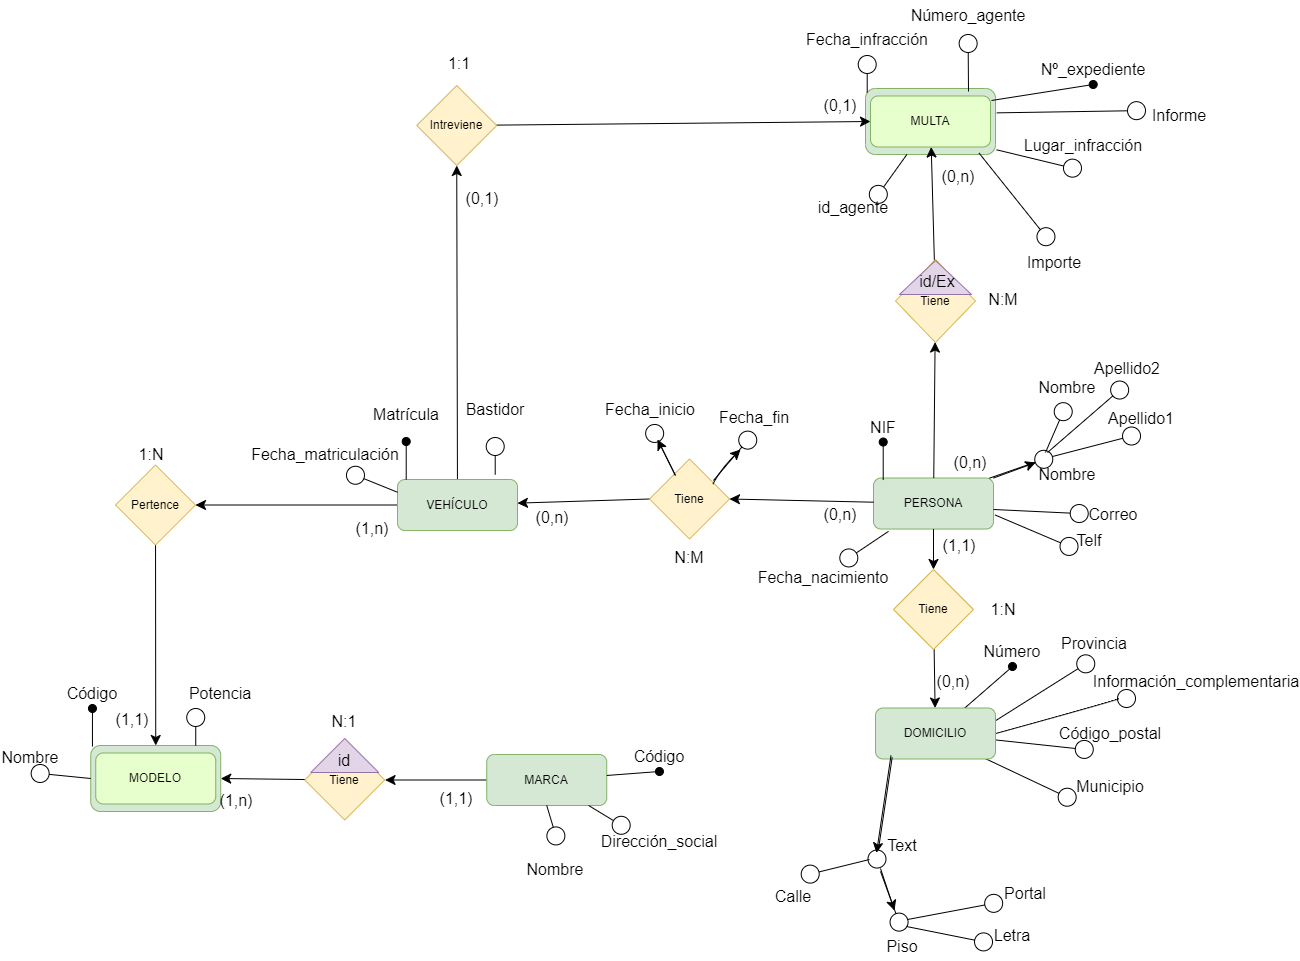 Número_agente
Fecha_infracción
1:1
Nº_expediente
(0,1)
Informe
Intreviene
MULTA
Lugar_infracción
(0,n)
(0,1)
id_agente
Importe
id/Ex
Tiene
N:M
Apellido2
Nombre
Fecha_inicio
Bastidor
Matrícula
Fecha_fin
Apellido1
NIF
1:N
Fecha_matriculación
(0,n)
Nombre
Tiene
PERSONA
VEHÍCULO
Pertence
(0,n)
(0,n)
Correo
(1,n)
Telf
(1,1)
N:M
Fecha_nacimiento
Tiene
1:N
Provincia
Número
(0,n)
Información_complementaria
Código
Potencia
(1,1)
N:1
DOMICILIO
Código_postal
Nombre
id
Código
MODELO
Tiene
MARCA
Municipio
(1,n)
(1,1)
Dirección_social
Text
Nombre
Calle
Portal
Letra
Piso